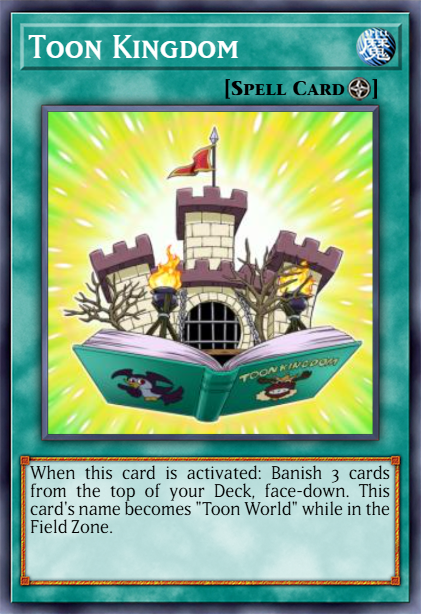 Toon Kingdom
魔
[Spell Card]
TOON KINGDOM
When this card is activated: Banish 3 cards
from the top of your Deck, face-down. This
card's name becomes "Toon World" while in the
Field Zone.